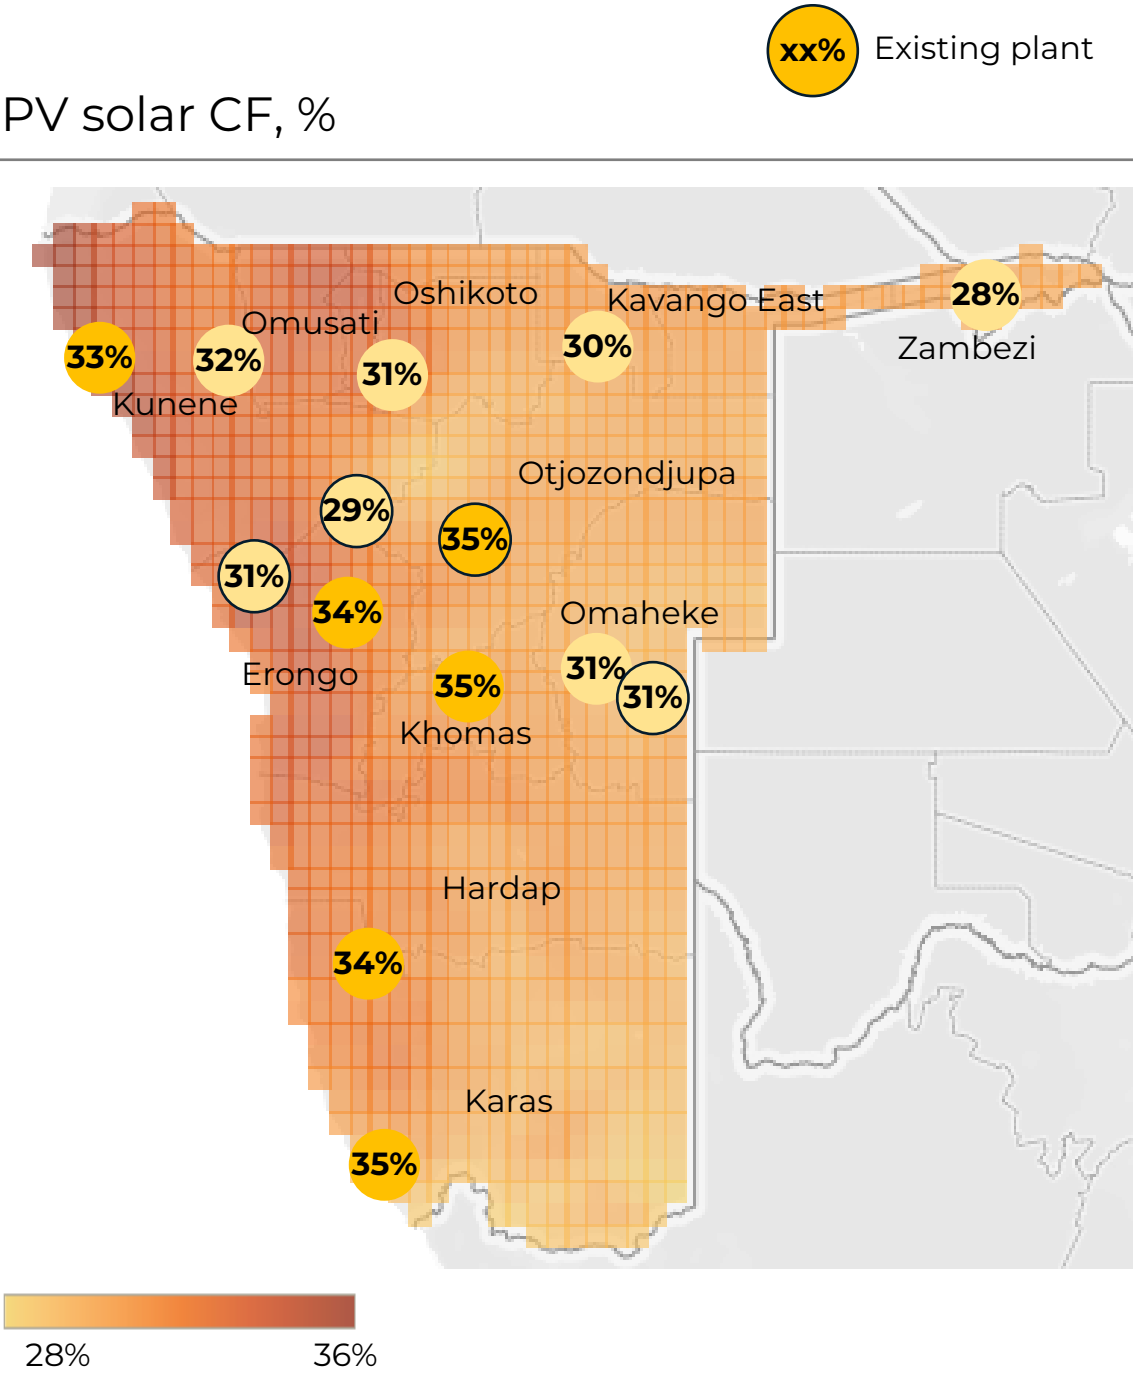 xx% Existing plant
PV solar CF, %
Oshikoto
Kavango East
28%
Omusati
33%
32%
31%
30%
Zambezi
Kunene
Otjozondjupa
29%
35%
31%
34%
Omaheke
Erongo
35%
31%
31%
Khomas
Hardap
34%
Karas
35%
28%
36%